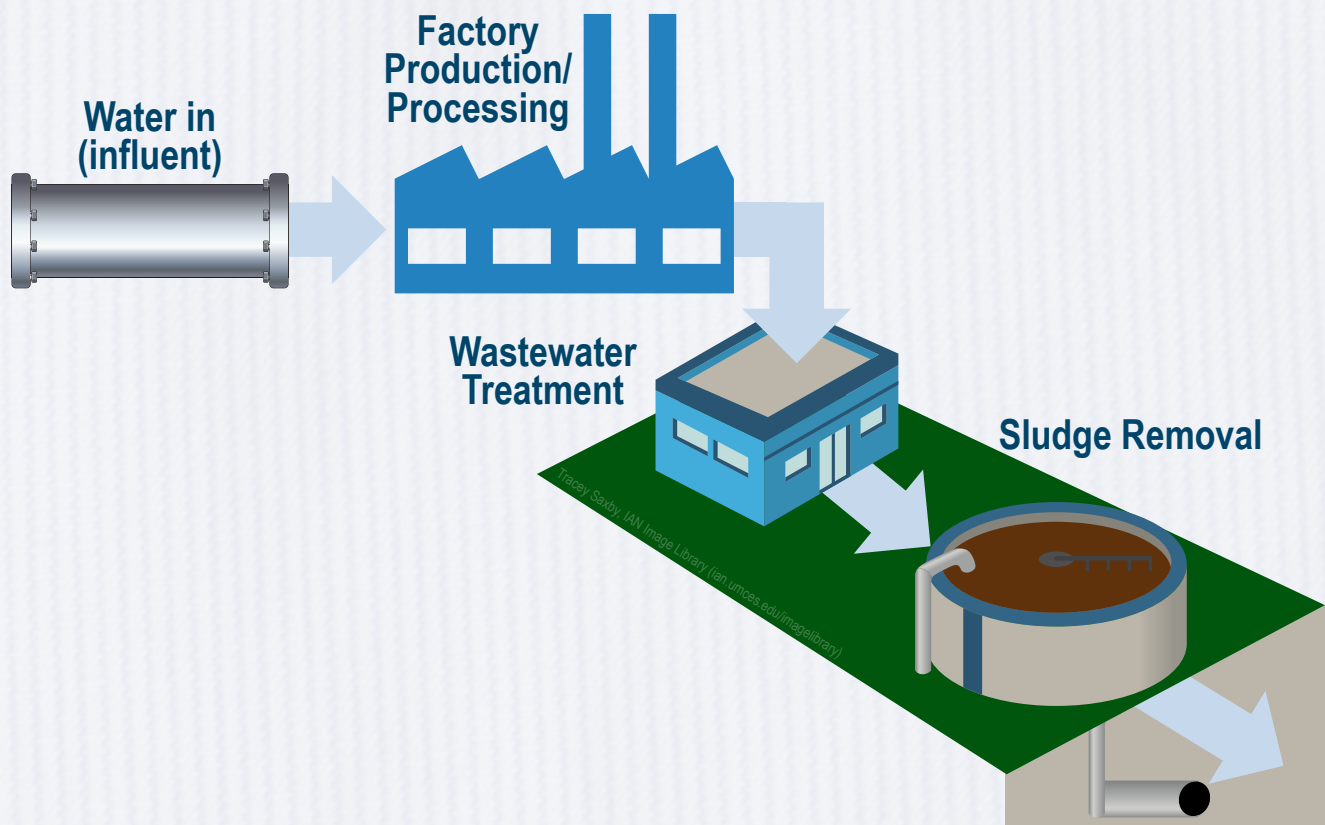 Factory
Production/
Processing
Water in
(influent)
Wastewater
Treatment
Sludge Removal
Tracey Saxby, IAN Image Library (ian.umces.edu/imagelibrary)